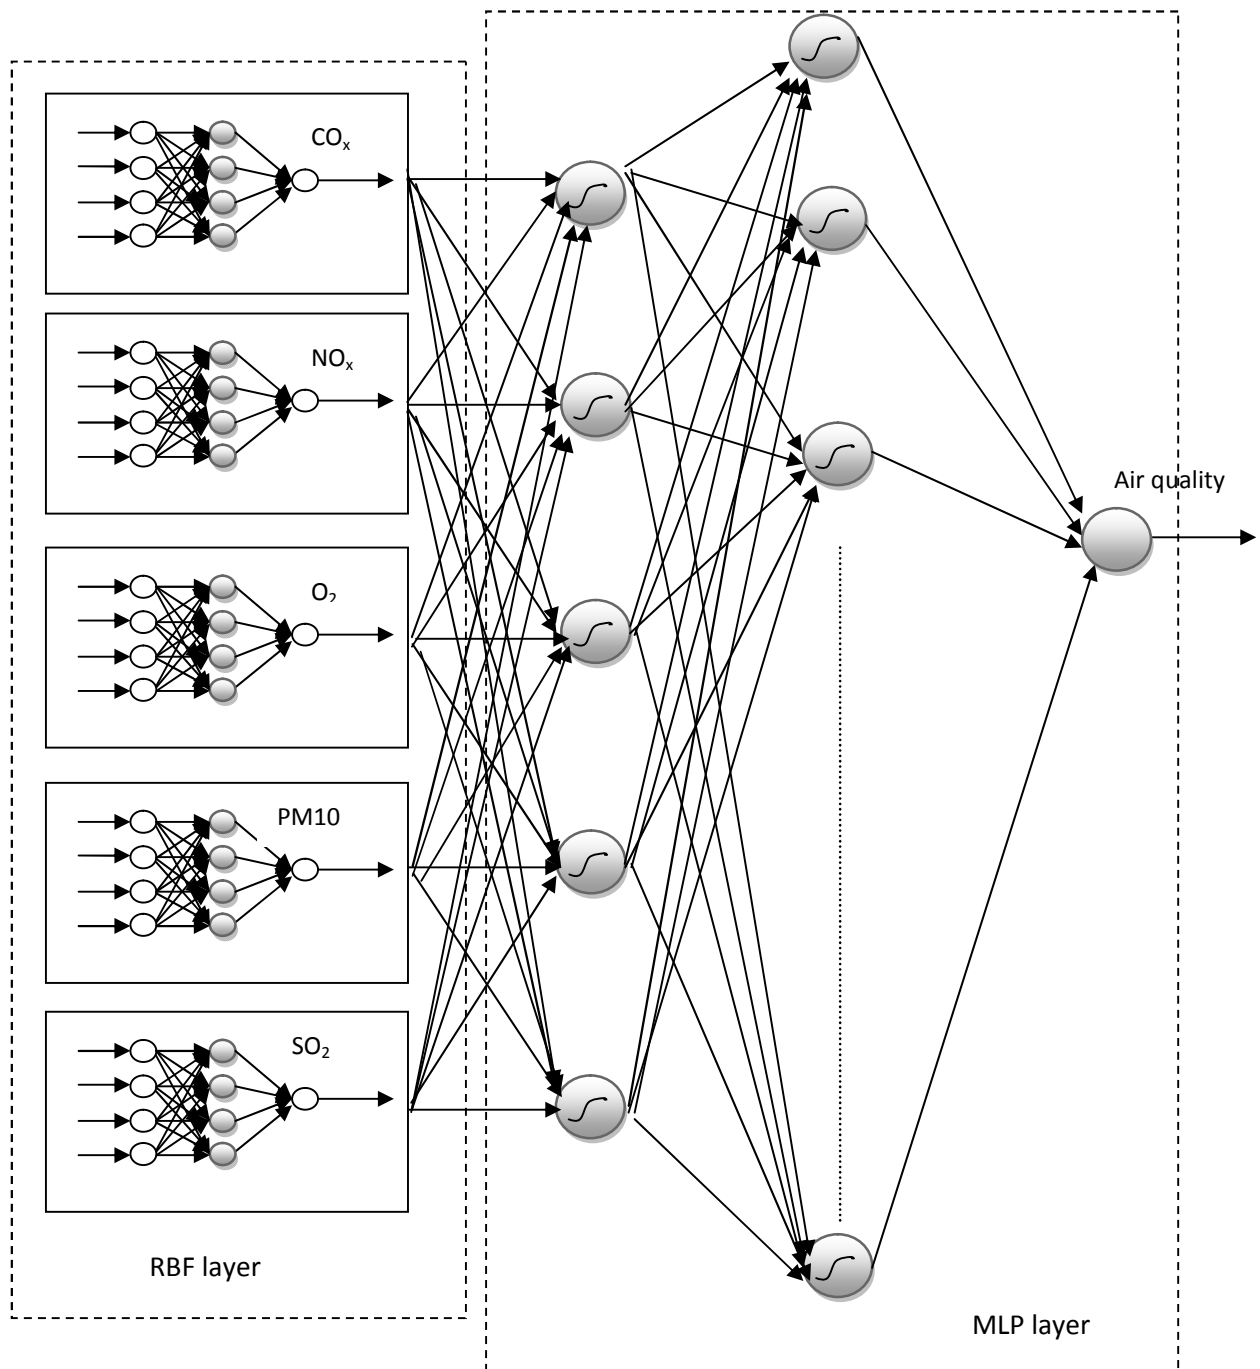 COₓ
NOₓ
O₂
PM10
SO₂
RBF layer
Air quality
MLP layer